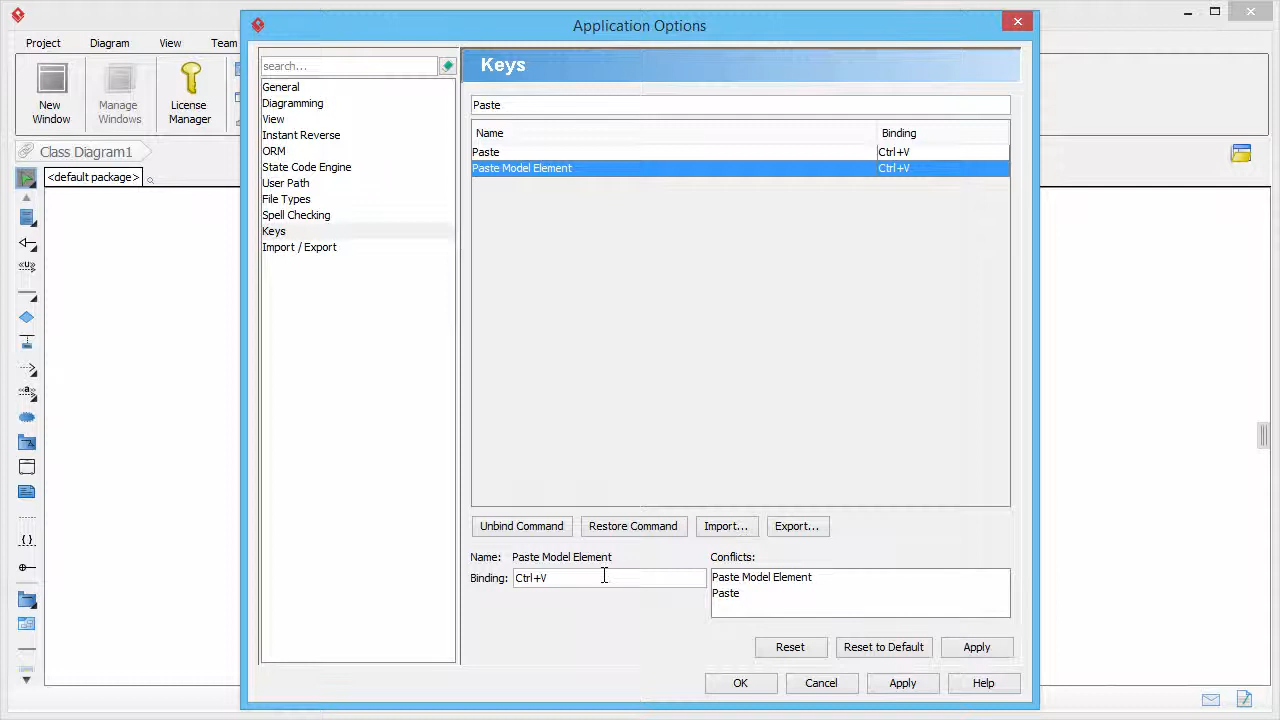 Application Options
Project Diagram View Team
New Window
Manage Windows
License Manager
Class Diagram1
<default package>
search...
General
Diagramming
View
Instant Reverse
ORM
State Code Engine
User Path
File Types
Spell Checking
Keys
Import / Export
Keys
Paste
Name Binding
Paste Ctrl+V
Paste Model Element Ctrl+V
Unbind Command Restore Command Import... Export...
Name: Paste Model Element Conflicts:
Binding: Ctrl+V
Paste Model Element
Paste
Reset Reset to Default Apply
OK Cancel Apply Help